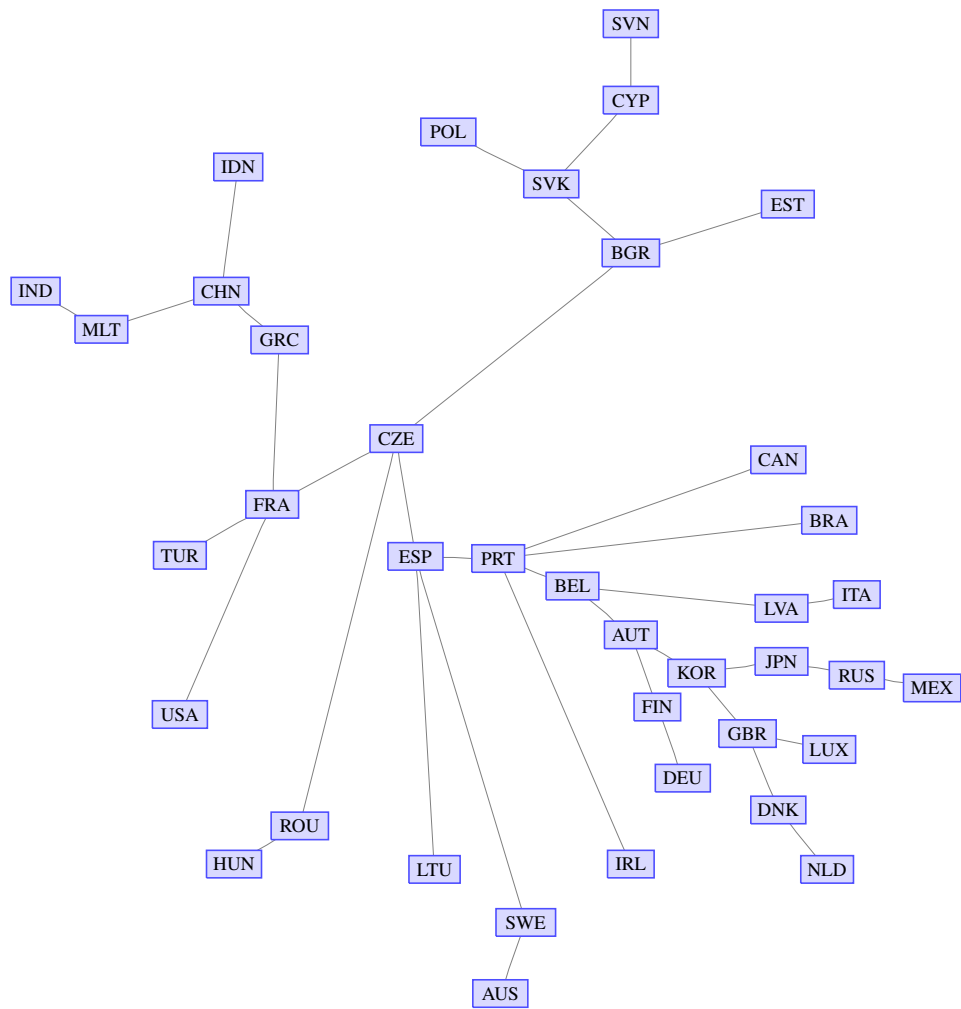 SVN
CYP
POL
IDN
SVK
EST
BGR
IND
CHN
MLT
GRC
CZE
CAN
FRA
BRA
TUR
ESP
PRT
BEL
ITA
LVA
AUT
JPN
KOR
RUS
MEX
FIN
USA
GBR
LUX
DEU
DNK
ROU
HUN
LTU
IRL
NLD
SWE
AUS